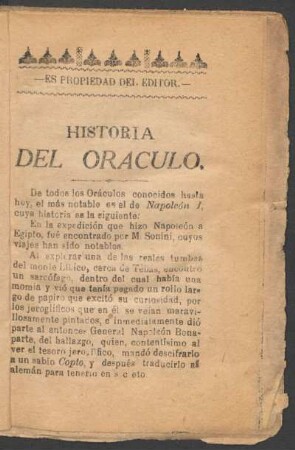 —ES PROPIEDAD DEL EDITOR.—
HISTORIA
DEL ORACULO.
De todos los Oráculos conocidos hasta
hoy, el más notable es el de Napoleón I,
cuya historia es la siguiente:
En la expedición que hizo Napoleón a
Egipto, fué encontrado por M. Sonini, cuyos
viajes han sido notables.
Al explorar una de las reales tumbas
del monte Líbico, cerca de Tebas, encontró
un sarcófago, dentro del cual había una
momia y vió que tenía pegado un rollo largo
de papiro que excitó su curiosidad, por
los jeroglíficos que en él se veían maravi-
llosamente pintados, é inmediatamente dió
parte al entonces General Napoleón Bona-
parte, del hallazgo, quien, contentísimo al
ver el tesoro mandó descifrarlo
a un sabio Copto, y después traducirlo al
alemán para tenerlo en